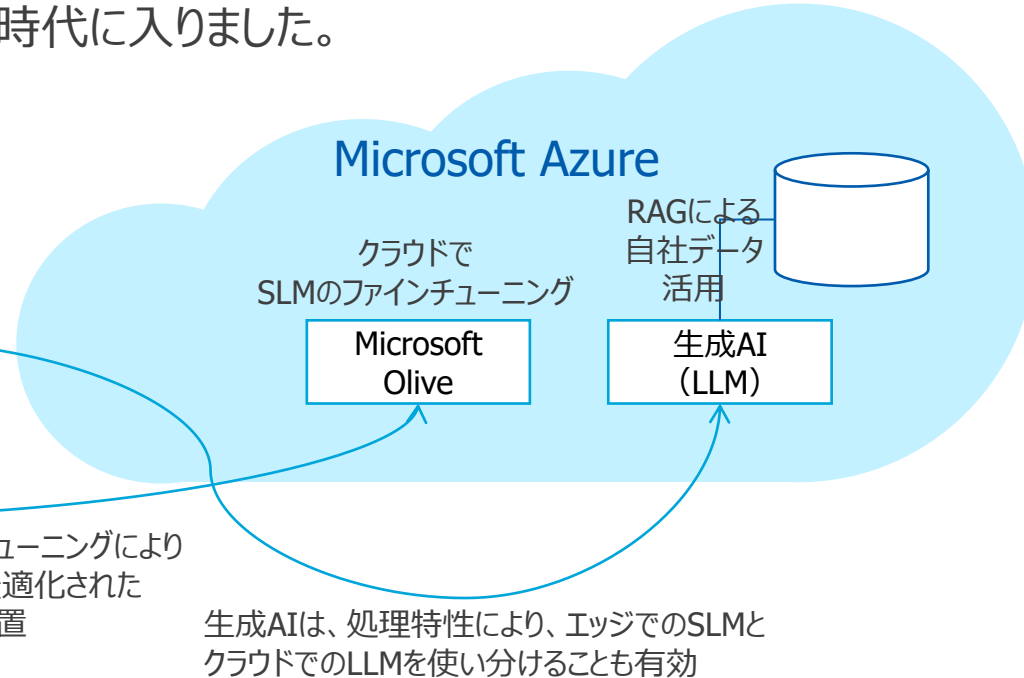 時代に入りました。
Microsoft Azure
RAGによる
自社データ
活用
クラウドで
SLMのファインチューニング
Microsoft
Olive
生成AI
（LLM）
ューニングにより
適化された
置
生成AIは、処理特性により、エッジでのSLMと
クラウドでのLLMを使い分けることも有効